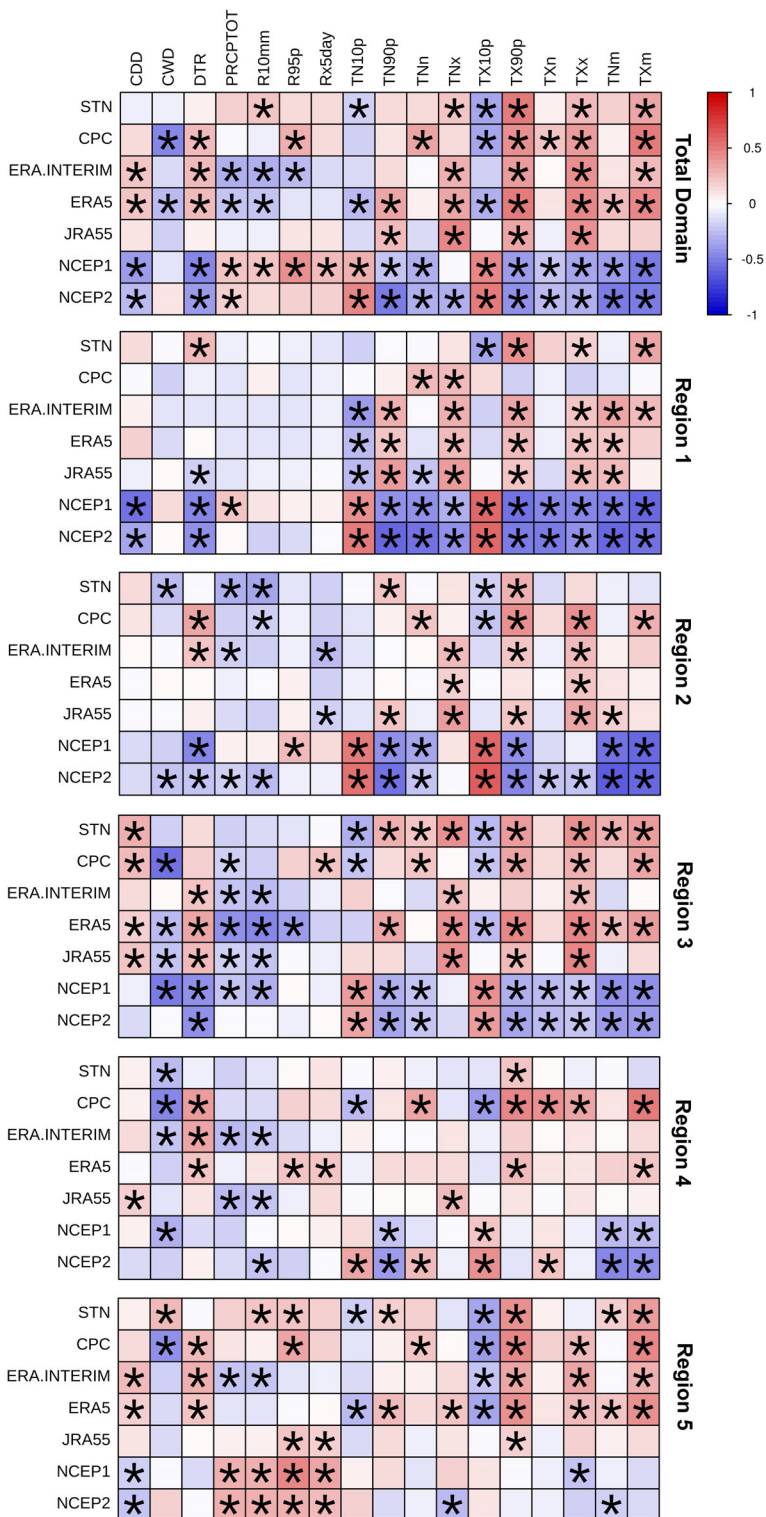 CDD CWD DTR PRCPTOT R10mm R95p Rx5day TN10p TN90p TNn TNx TX10p TX90p TXn TXx TNm TXm
STN
CPC
ERA.INTERIM
ERA5
JRA55
NCEP1
NCEP2
Total Domain
1
0.5
0
-0.5
-1
STN
CPC
ERA.INTERIM
ERA5
JRA55
NCEP1
NCEP2
Region 1
STN
CPC
ERA.INTERIM
ERA5
JRA55
NCEP1
NCEP2
Region 2
STN
CPC
ERA.INTERIM
ERA5
JRA55
NCEP1
NCEP2
Region 3
STN
CPC
ERA.INTERIM
ERA5
JRA55
NCEP1
NCEP2
Region 4
STN
CPC
ERA.INTERIM
ERA5
JRA55
NCEP1
NCEP2
Region 5